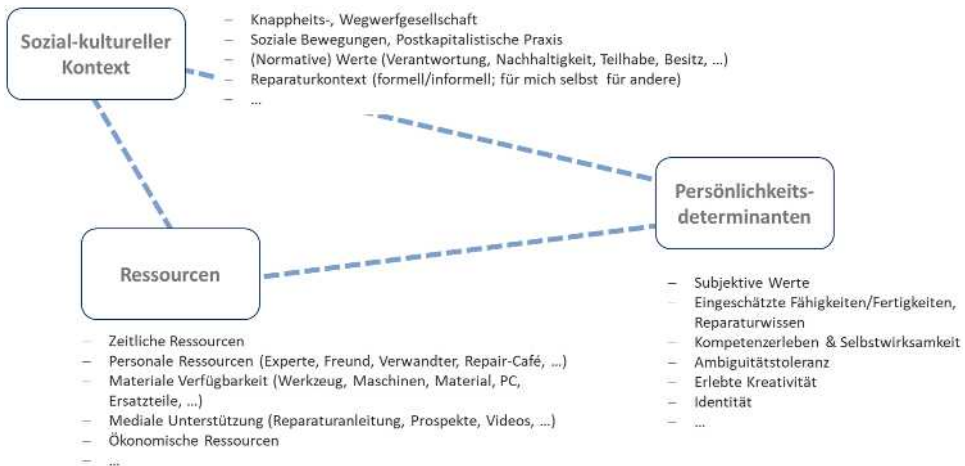 Sozial-kultureller
Kontext
– Knappheits-, Wegwerfgesellschaft
– Soziale Bewegungen, Postkapitalistische Praxis
– (Normative) Werte (Verantwortung, Nachhaltigkeit, Teilhabe, Besitz, ...)
– Reparaturkontext (formell/informell; für mich selbst für andere)
– ...
Persönlichkeits-
determinanten
– Subjektive Werte
– Eingeschätzte Fähigkeiten/Fertigkeiten,
Reparaturwissen
– Kompetenzerleben & Selbstwirksamkeit
– Ambiguitätstoleranz
– Erlebte Kreativität
– Identität
– ...
Ressourcen
– Zeitliche Ressourcen
– Personale Ressourcen (Experte, Freund, Verwandter, Repair-Café, ...)
– Materiale Verfügbarkeit (Werkzeug, Maschinen, Material, PC,
Ersatzteile, ...)
– Mediale Unterstützung (Reparaturanleitung, Prospekte, Videos, ...)
– Ökonomische Ressourcen
– ...